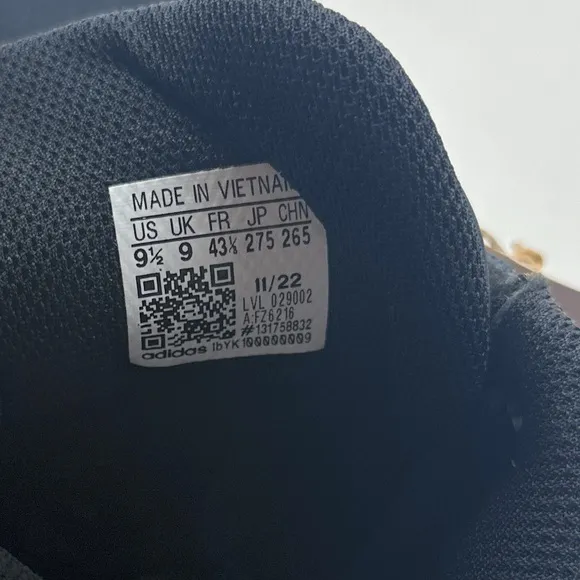 MADE IN VIETNAM
US UK FR JP CHN
9½ 9 43⅓ 275 265
11/22
LVL 029002
A:FZ6216
#131758832
adidas 1bYK100000009